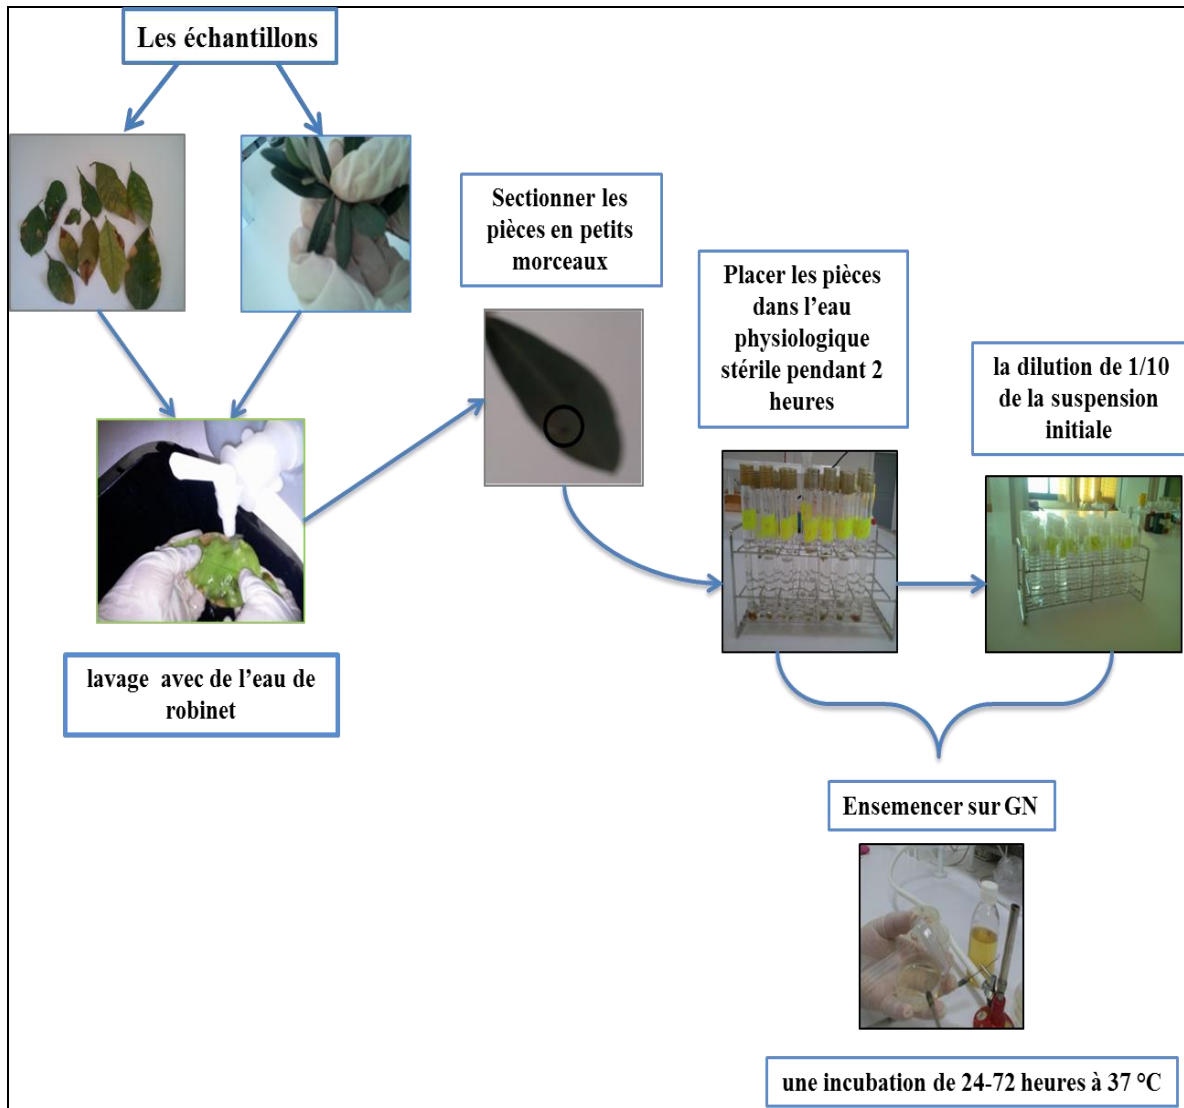 Les échantillons
Sectionner les
pièces en petits
morceaux
Placer les pièces
dans l’eau
physiologique
stérile pendant 2
heures
la dilution de 1/10
de la suspension
initiale
lavage  avec de l’eau de
robinet
Ensemencer sur GN
une incubation de 24-72 heures à 37 °C